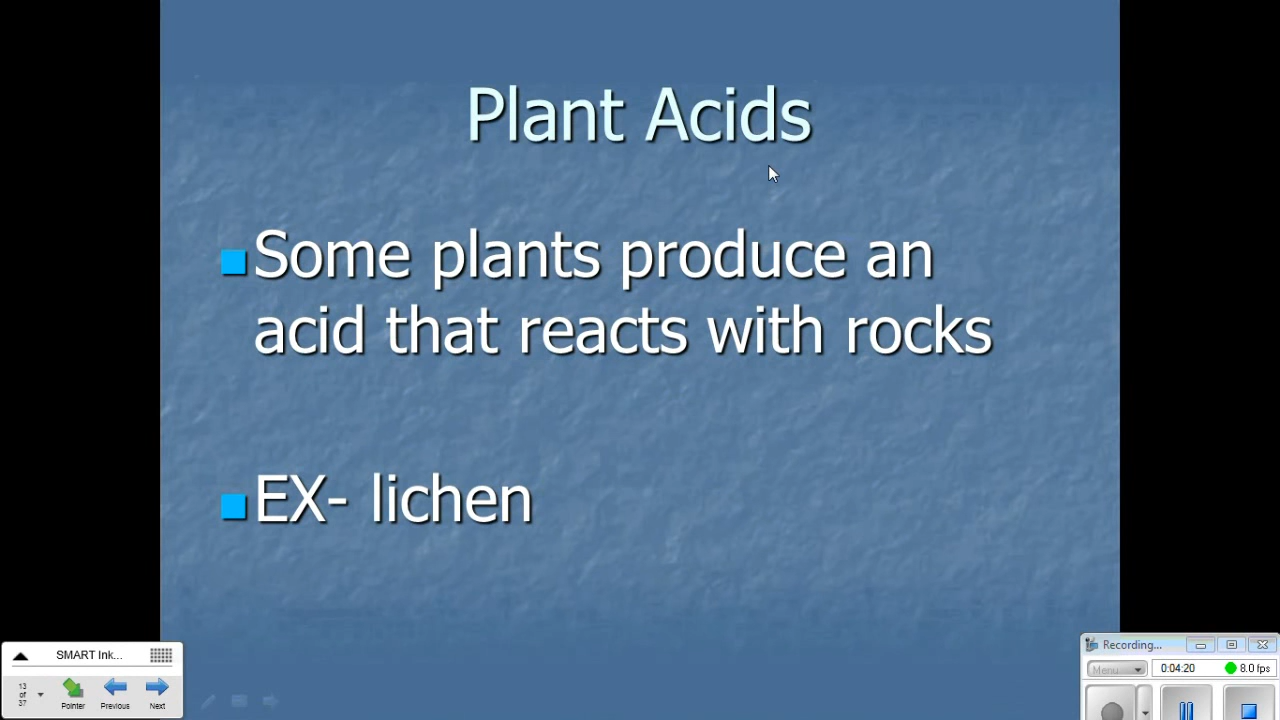 Plant Acids
Some plants produce an
acid that reacts with rocks
EX- lichen
SMART Ink...
13
of
37
Pointer
Previous
Next
Recording...
Menu
0:04:20
8.0 fps